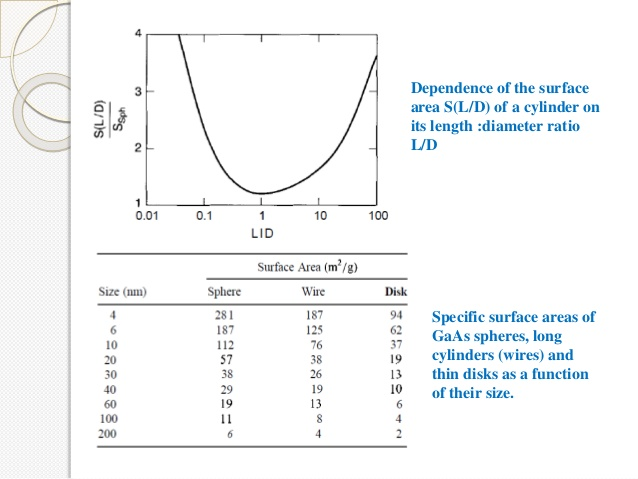 4
3
2
1
S(L/D)
SSph
0.01 0.1 1 10 100
LID
Dependence of the surface
area S(L/D) of a cylinder on
its length :diameter ratio
L/D
Surface Area (m²/g)
Size (nm) Sphere Wire Disk
4 281 187 94
6 187 125 62
10 112 76 37
20 57 38 19
30 38 26 13
40 29 19 10
60 19 13 6
100 11 8 4
200 6 4 2
Specific surface areas of
GaAs spheres, long
cylinders (wires) and
thin disks as a function
of their size.